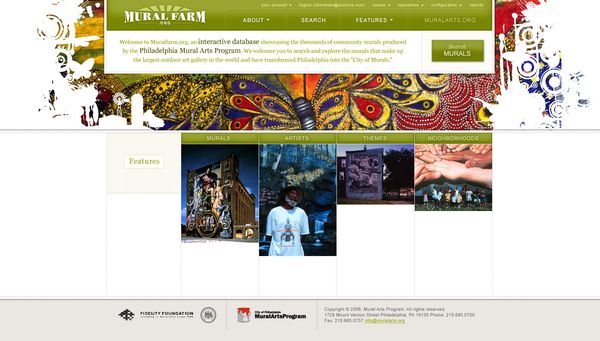 your account
logout (
assets
operations
configuration
reports
MURAL FARM
.ORG
ABOUT
SEARCH
FEATURES
MURALARTS.ORG
Welcome to Muralfarm.org, an interactive database showcasing the thousands of community murals produced
by the Philadelphia Mural Arts Program. We welcome you to search and explore the murals that make up
the largest outdoor art gallery in the world and have transformed Philadelphia into the "City of Murals."
Search
MURALS
MURALS
ARTISTS
THEMES
NEIGHBORHOODS
Features
FIDELITY FOUNDATION
City of Philadelphia
MuralArtsProgram
Copyright © 2006, Mural Arts Program. All rights reserved.
1729 Mount Vernon Street Philadelphia, PA 19130 Phone: 215.685.0750
Fax: 215.685.0757 info@muralarts.org